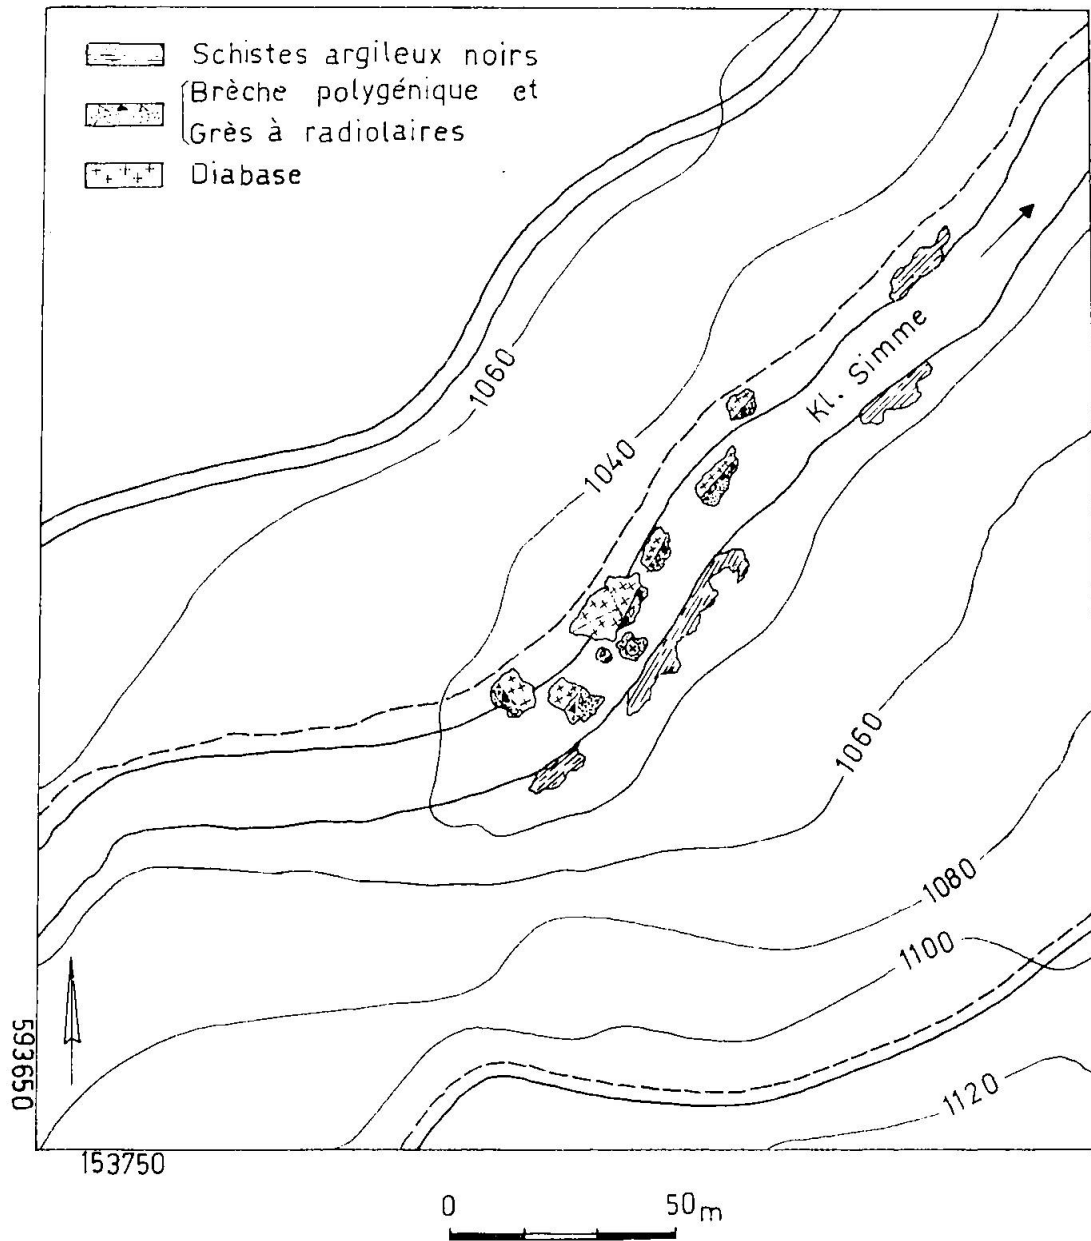 Schistes argileux noirs
Brèche polygénique et
Grès à radiolaires
Diabase
1060
1040
Kl. Simme
1060
1080
1100
1120
593650
153750
0 50m